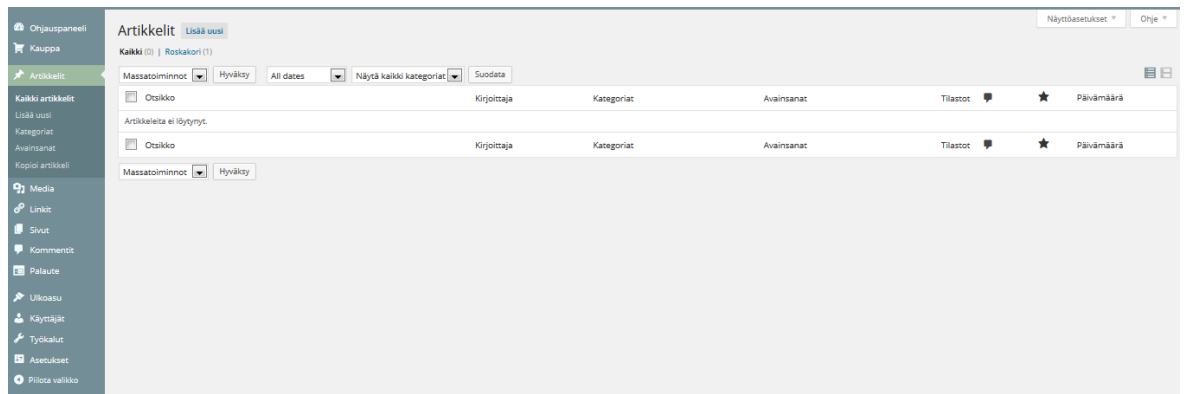 Näyttöasetukset Ohje
Ohjauspaneeli
Kauppa
Artikkelit
Kaikki artikkelit
Lisää uusi
Kategoriat
Avainsanat
Kopioi artikkeli
Media
Linkit
Sivut
Kommentit
Palaute
Ulkoasu
Käyttäjät
Työkalut
Asetukset
Piilota valikko
Artikkelit Lisää uusi
Kaikki (0) | Roskakori (1)
Massatoiminnot Hyväksy All dates Näytä kaikki kategoriat Suodata
Otsikko Kirjoittaja Kategoriat Avainsanat Tilastot Päivämäärä
Artikkeleita ei löytynyt.
Otsikko Kirjoittaja Kategoriat Avainsanat Tilastot Päivämäärä
Massatoiminnot Hyväksy